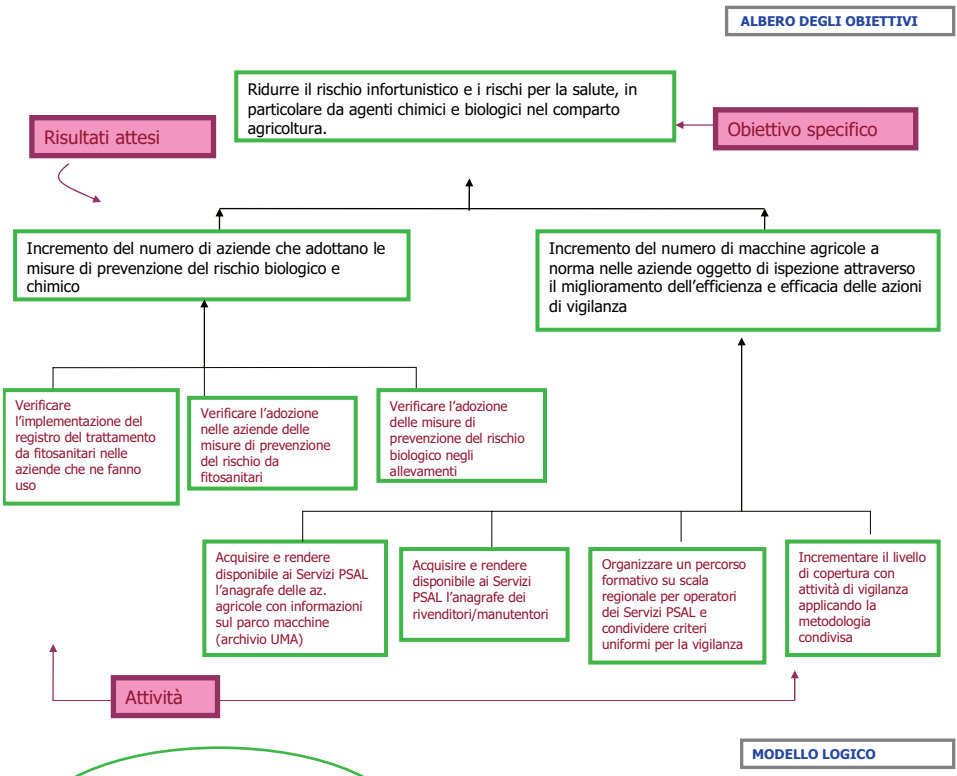 ALBERO DEGLI OBIETTIVI
Ridurre il rischio infortunistico e i rischi per la salute, in
particolare da agenti chimici e biologici nel comparto
agricoltura.
Risultati attesi
Obiettivo specifico
Incremento del numero di aziende che adottano le
misure di prevenzione del rischio biologico e
chimico
Incremento del numero di macchine agricole a
norma nelle aziende oggetto di ispezione attraverso
il miglioramento dell'efficienza e efficacia delle azioni
di vigilanza
Verificare
l'implementazione del
registro del trattamento
da fitosanitari nelle
aziende che ne fanno
uso
Verificare l'adozione
nelle aziende delle
misure di prevenzione
del rischio da
fitosanitari
Verificare l'adozione
delle misure di
prevenzione del rischio
biologico negli
allevamenti
Acquisire e rendere
disponibile ai Servizi PSAL
l'anagrafe delle az.
agricole con informazioni
sul parco macchine
(archivio UMA)
Acquisire e rendere
disponibile ai Servizi
PSAL l'anagrafe dei
rivenditori/manutentori
Organizzare un percorso
formativo su scala
regionale per operatori
dei Servizi PSAL e
condividere criteri
uniformi per la vigilanza
Incrementare il livello
di copertura con
attività di vigilanza
applicando la
metodologia
condivisa
Attività
MODELLO LOGICO